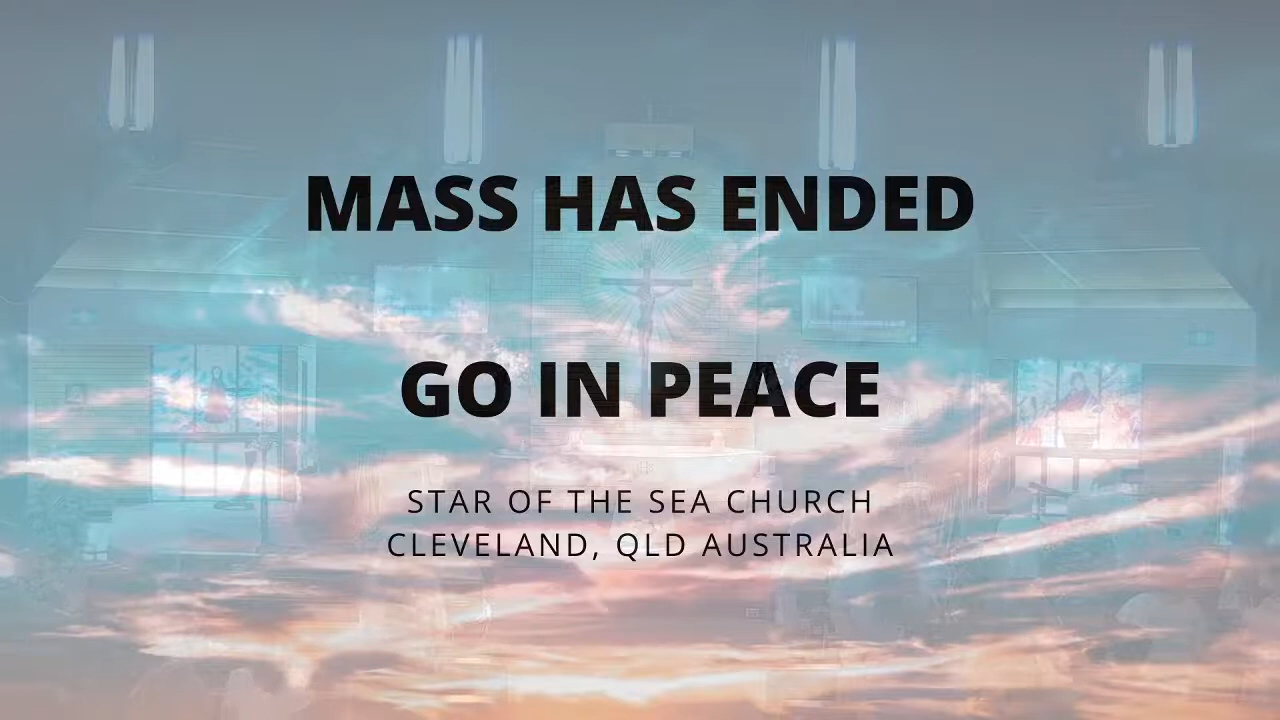 MASS HAS ENDED
GO IN PEACE
STAR OF THE SEA CHURCH
CLEVELAND, QLD AUSTRALIA